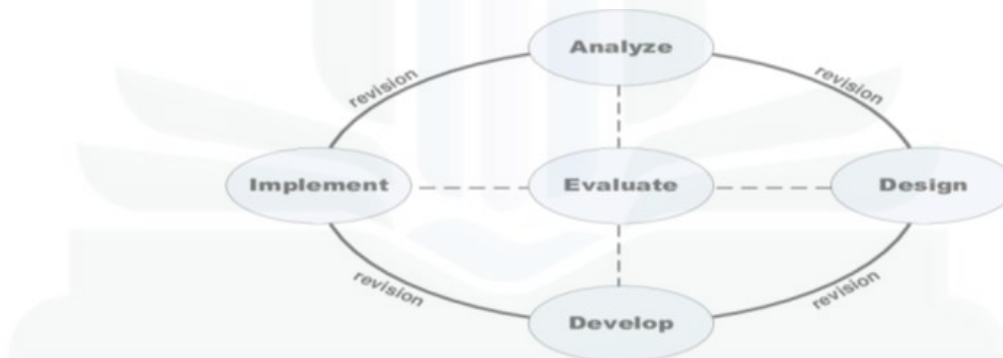 Analyze
revision
revision
Implement
Evaluate
Design
revision
revision
Develop